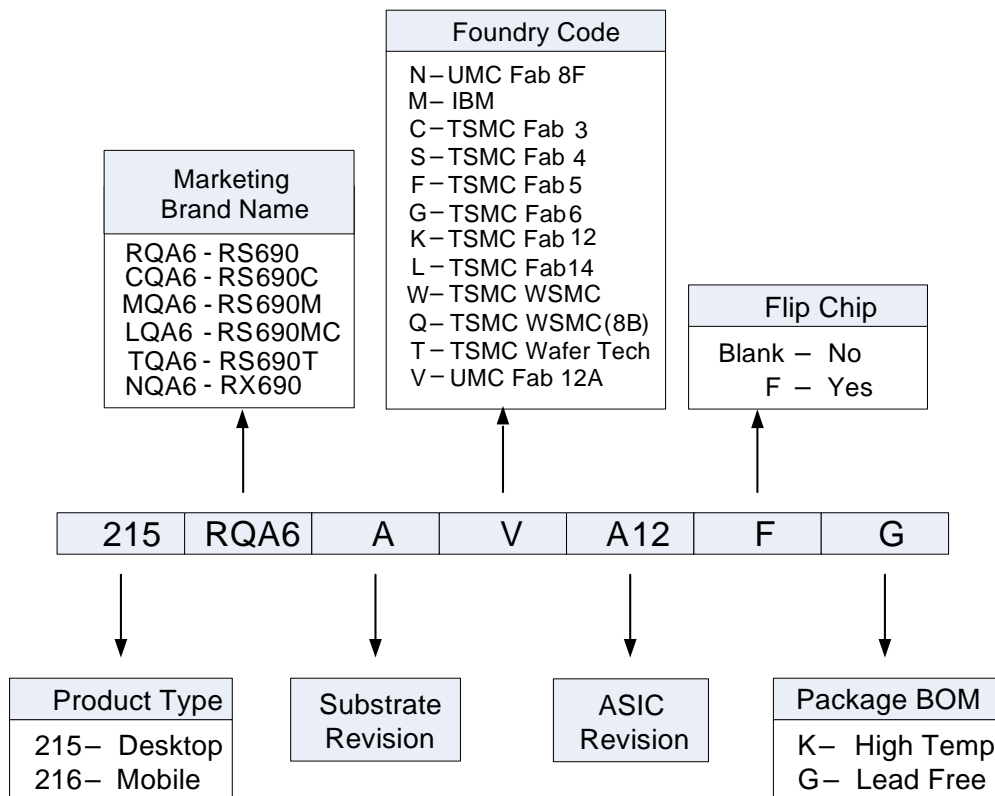 Foundry Code
N – UMC Fab 8F
M – IBM
C – TSMC Fab 3
S – TSMC Fab 4
F – TSMC Fab 5
G – TSMC Fab 6
K – TSMC Fab 12
L – TSMC Fab 14
W – TSMC WSMC
Q – TSMC WSMC (8B)
T – TSMC Wafer Tech
V – UMC Fab 12A
Marketing
Brand Name
RQA6 - RS690
CQA6 - RS690C
MQA6 - RS690M
LQA6 - RS690MC
TQA6 - RS690T
NQA6 - RX690
Flip Chip
Blank – No
F – Yes
215 RQA6 A V A12 F G
Product Type
215 – Desktop
216 – Mobile
Substrate
Revision
ASIC
Revision
Package BOM
K – High Temp
G – Lead Free